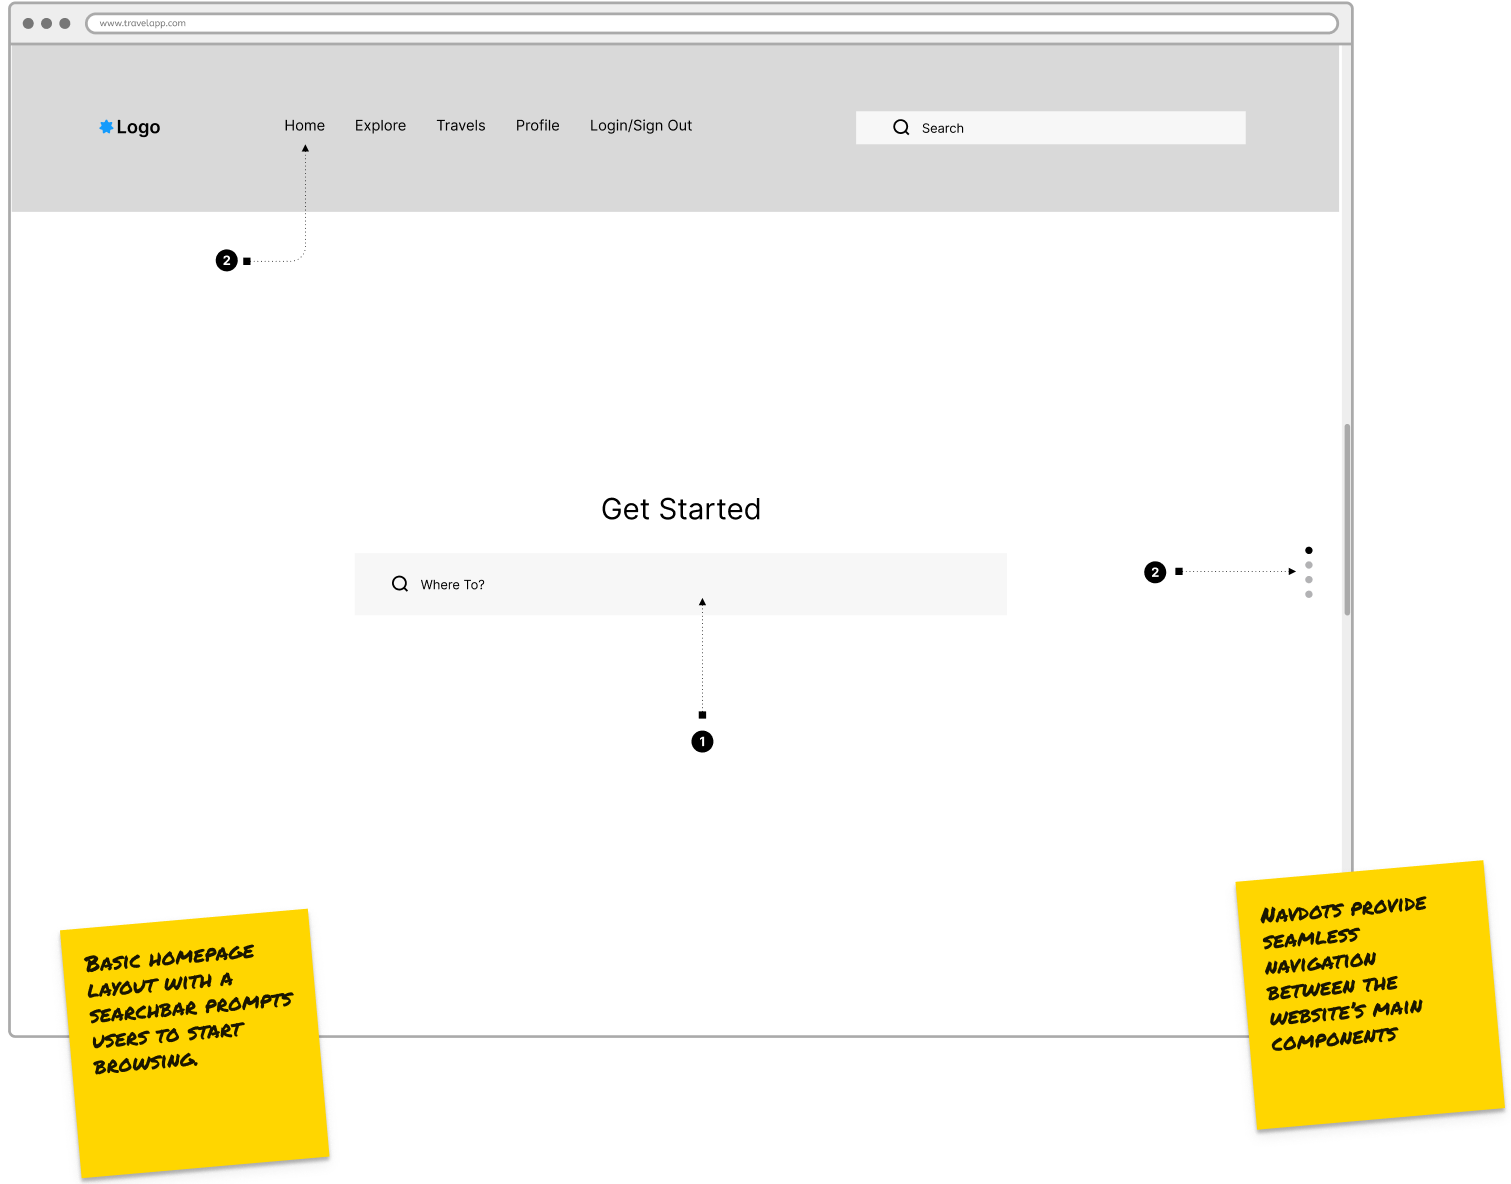 www.travelapp.com
Logo
Home Explore Travels Profile Login/Sign Out
Search
2
Get Started
Where To?
2
1
Basic homepage
layout with a
searchbar prompts
users to start
browsing.
Navdots provide
seamless
navigation
between the
website's main
components